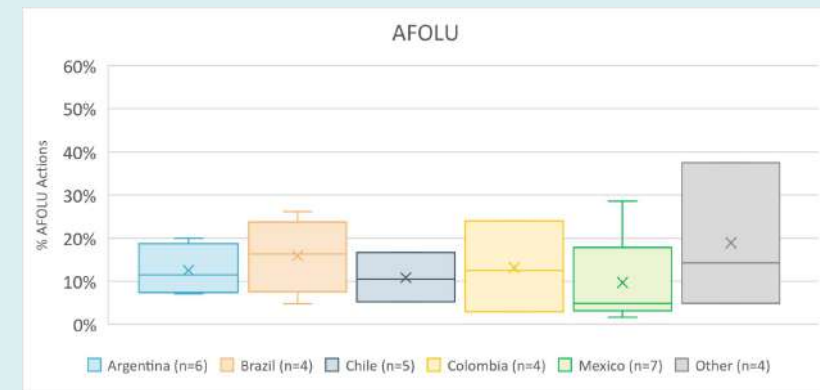 AFOLU
% AFOLU Actions
60%
50%
40%
30%
20%
10%
0%
Argentina (n=6) Brazil (n=4) Chile (n=5) Colombia (n=4) Mexico (n=7) Other (n=4)